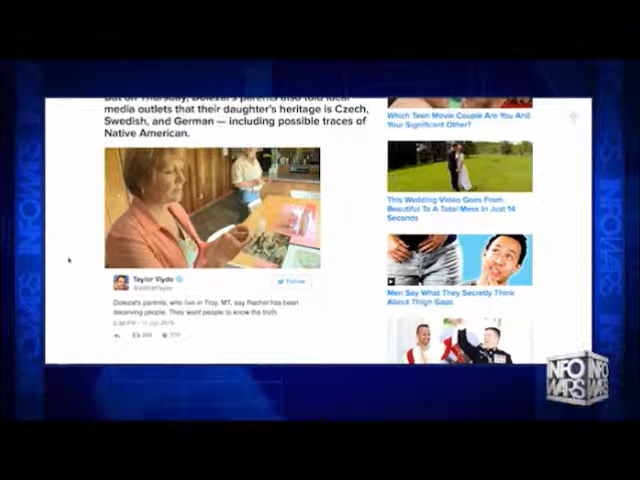 But on Thursday, Dolezal's parents also told local
media outlets that their daughter's heritage is Czech,
Swedish, and German — including possible traces of
Native American.
Taylor Viydo
Follow
Dolezal's parents, who live in Troy, MT, say Rachel has been
deceiving people. They want people to know the truth.
Which Teen Movie Couple Are You And
Your Significant Other?
This Wedding Video Goes From
Beautiful To A Total Mess In Just 14
Seconds
Men Say What They Secretly Think
About Thigh Gaps
INFO
WARS
INFO
WARS
INFOWARS